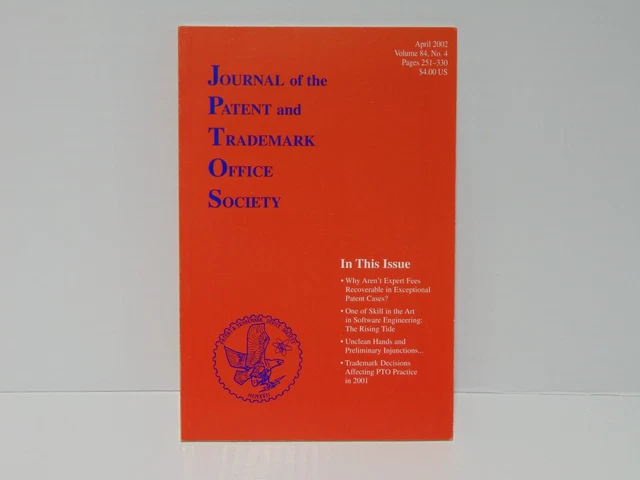 April 2002
Volume 84, No. 4
Pages 251–330
$4.00 US
JOURNAL of the
PATENT and
TRADEMARK
OFFICE
SOCIETY
In This Issue
• Why Aren't Expert Fees
Recoverable in Exceptional
Patent Cases?
• One of Skill in the Art
in Software Engineering:
The Rising Tide
• Unclean Hands and
Preliminary Injunctions...
• Trademark Decisions
Affecting PTO Practice
in 2001